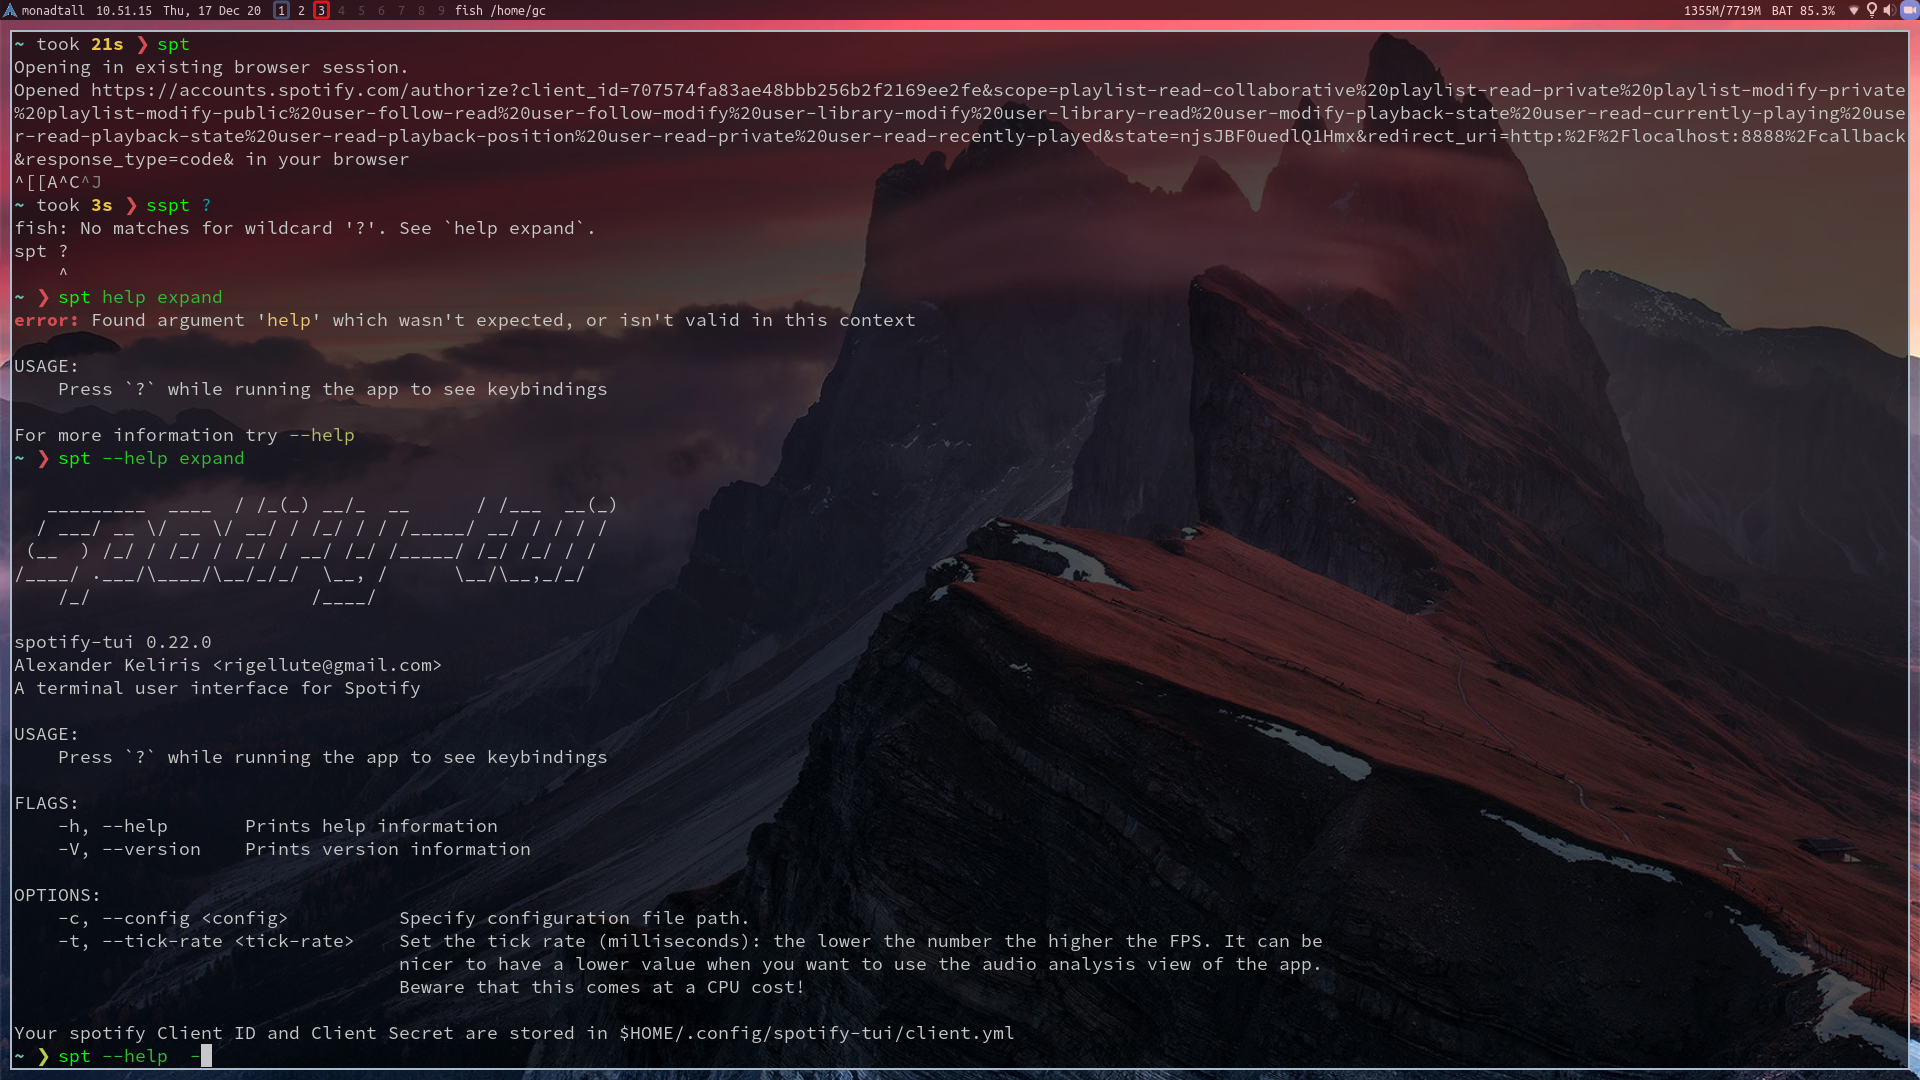 monadtall 10.51.15 Thu, 17 Dec 20 1 2 3 4 5 6 7 8 9 fish /home/gc 1355M/7719M BAT 85.3%
~ took 21s ❯ spt
Opening in existing browser session.
Opened https://accounts.spotify.com/authorize?client_id=707574fa83ae48bbb256b2f2169ee2fe&scope=playlist-read-collaborative%20playlist-read-private%20playlist-modify-private
%20playlist-modify-public%20user-follow-read%20user-follow-modify%20user-library-modify%20user-library-read%20user-modify-playback-state%20user-read-currently-playing%20use
r-read-playback-state%20user-read-playback-position%20user-read-private%20user-read-recently-played&state=njsJBF0uedlQ1Hmx&redirect_uri=http:%2F%2Flocalhost:8888%2Fcallback
&response_type=code& in your browser
^[[A^C^J
~ took 3s ❯ sspt ?
fish: No matches for wildcard '?'. See `help expand`.
spt ?
    ^
~ ❯ spt help expand
error: Found argument 'help' which wasn't expected, or isn't valid in this context
USAGE:
    Press `?` while running the app to see keybindings
For more information try --help
~ ❯ spt --help expand
   _________  ____  / /_(_) __/_  __      / /___  __(_)
  / ___/ __ \/ __ \/ __/ / /_/ / / /_____/ __/ / / / /
 (__  ) /_/ / /_/ / /_/ / __/ /_/ /_____/ /_/ /_/ / /
/____/ .___/\____/\__/_/_/  \__, /      \__/\__,_/_/
    /_/                    /____/
spotify-tui 0.22.0
Alexander Keliris <rigellute@gmail.com>
A terminal user interface for Spotify
USAGE:
    Press `?` while running the app to see keybindings
FLAGS:
    -h, --help       Prints help information
    -V, --version    Prints version information
OPTIONS:
    -c, --config <config>          Specify configuration file path.
    -t, --tick-rate <tick-rate>    Set the tick rate (milliseconds): the lower the number the higher the FPS. It can be
                                   nicer to have a lower value when you want to use the audio analysis view of the app.
                                   Beware that this comes at a CPU cost!
Your spotify Client ID and Client Secret are stored in $HOME/.config/spotify-tui/client.yml
~ ❯ spt --help  -